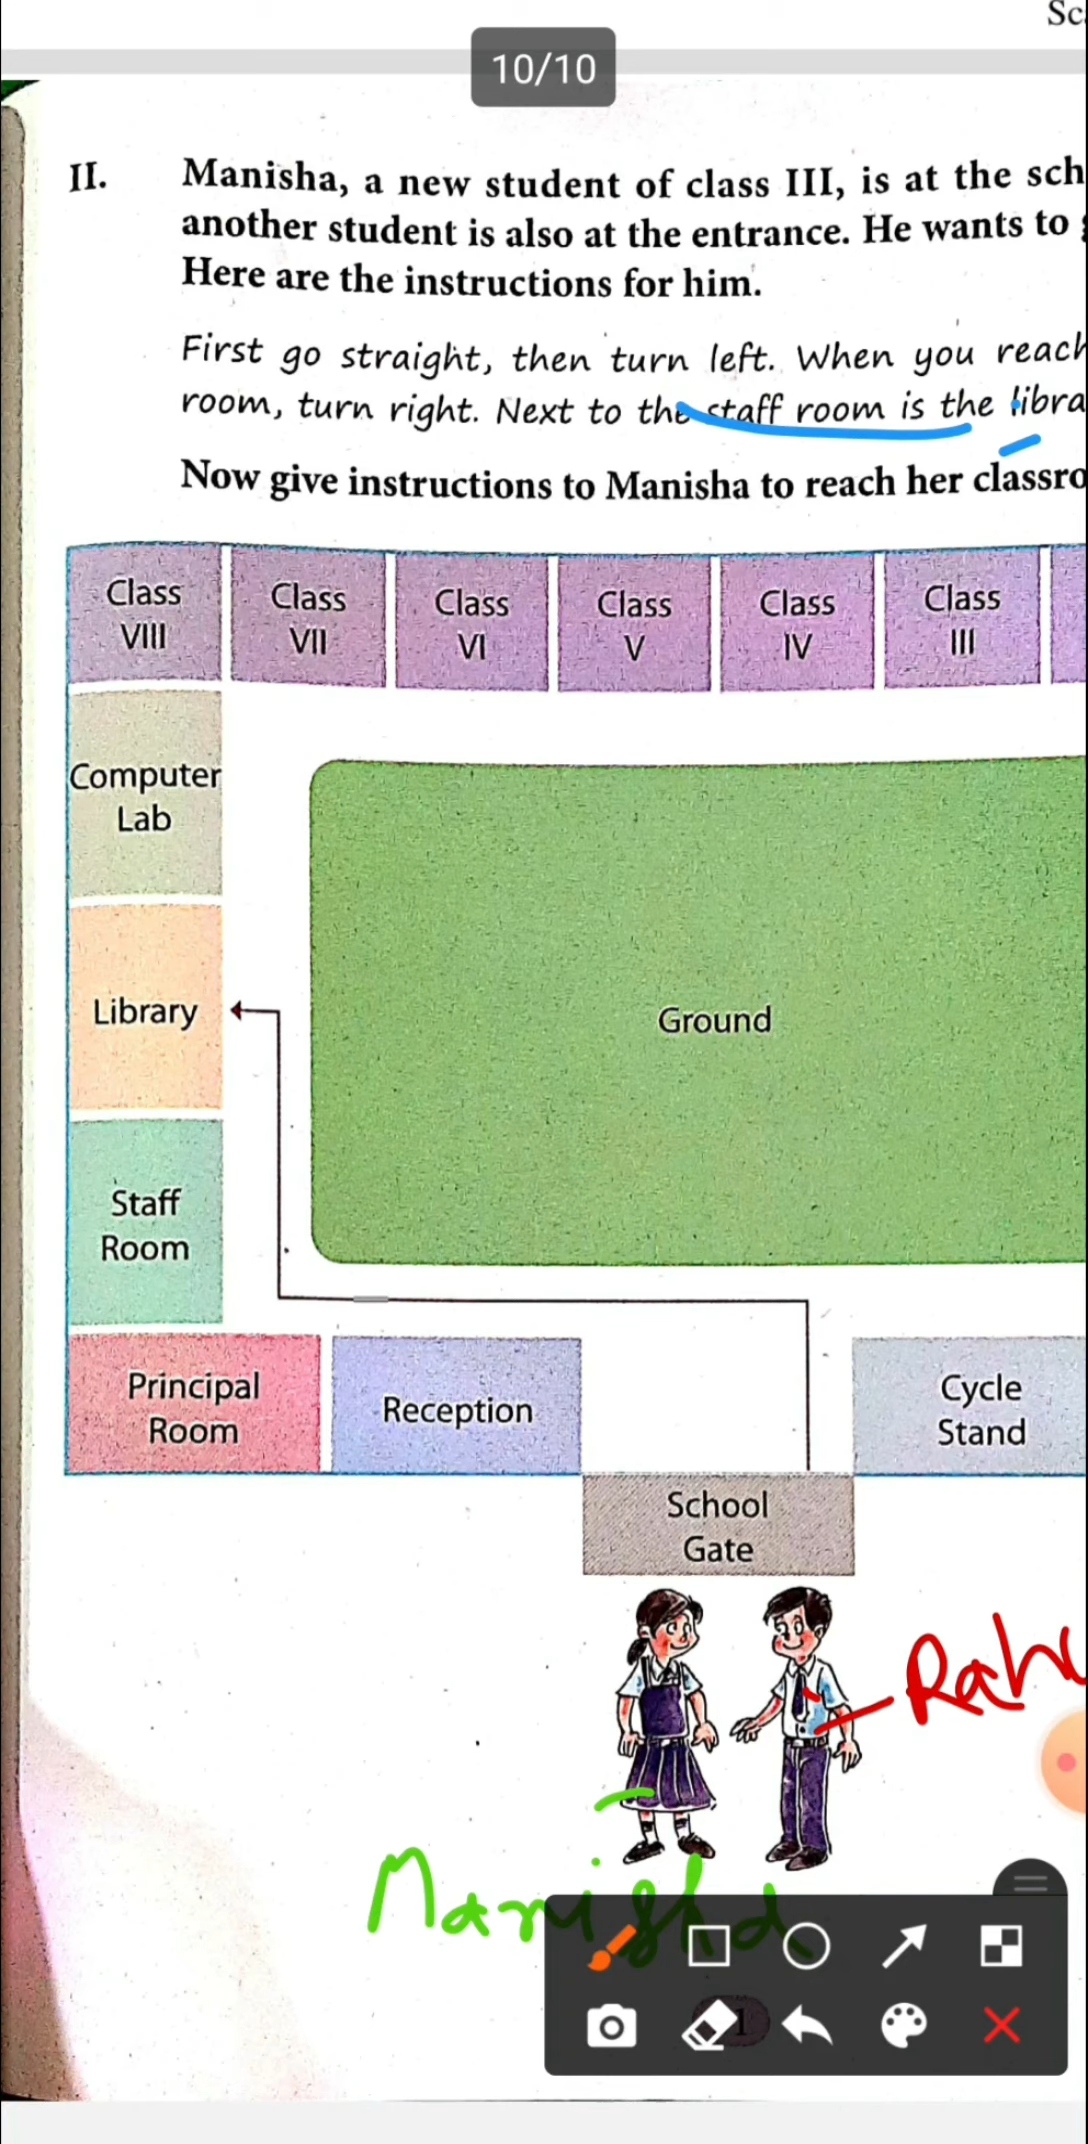 10/10
II. Manisha, a new student of class III, is at the
another student is also at the entrance. He wants to
Here are the instructions for him.
First go straight, then turn left. When you reach
room, turn right. Next to the staff room is the
Now give instructions to Manisha to reach her
Class VIII
Class VII
Class VI
Class V
Class IV
Class III
Computer Lab
Library
Ground
Staff Room
Principal Room
Reception
Cycle Stand
School Gate
Manisha